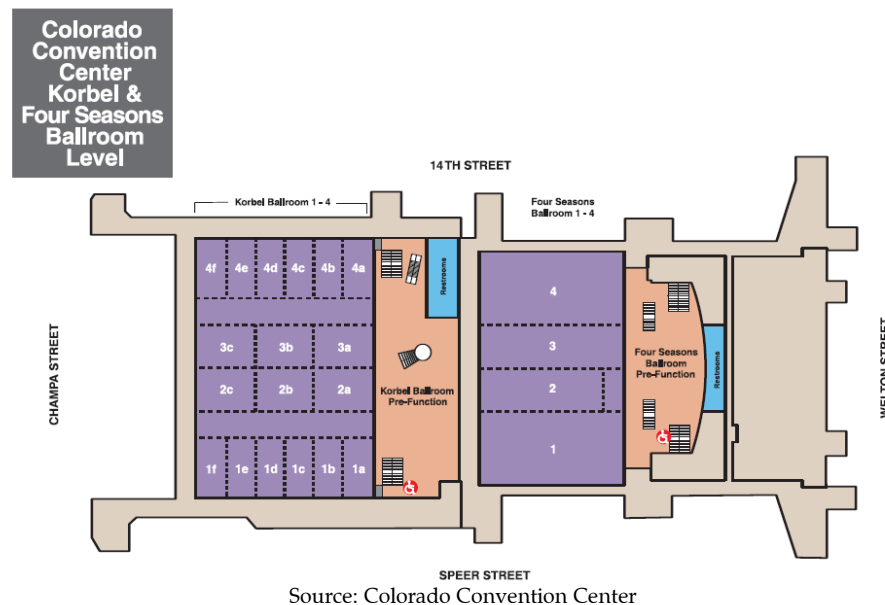 Colorado
Convention
Center
Korbel &
Four Seasons
Ballroom
Level
14TH STREET
Korbel Ballroom 1 - 4
Four Seasons
Ballroom 1 - 4
4f 4e 4d 4c 4b 4a
Restrooms
4
3c 3b 3a
3
Four Seasons
Ballroom
Pre-Function
Restrooms
CHAMPA STREET
WELTON STREET
2c 2b 2a
Korbel Ballroom
Pre-Function
2
1f 1e 1d 1c 1b 1a
1
SPEER STREET
Source: Colorado Convention Center